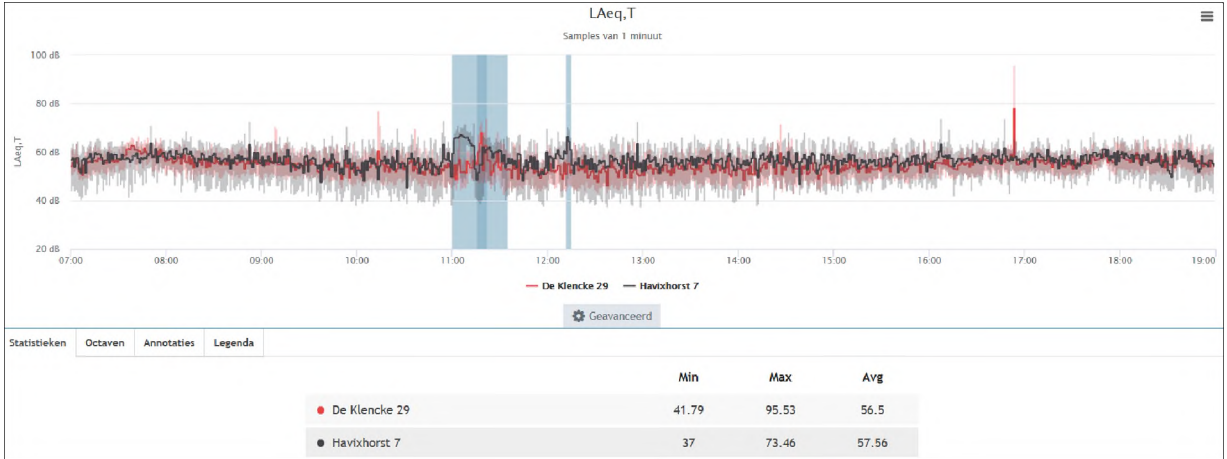 LAeq,T
Samples van 1 minuut
100 dB
80 dB
60 dB
40 dB
20 dB
LAeq,T
07:00 08:00 09:00 10:00 11:00 12:00 13:00 14:00 15:00 16:00 17:00 18:00 19:00
De Klencke 29 Havixhorst 7
Geavanceerd
Statistieken Octaven Annotaties Legenda
Min Max Avg
De Klencke 29 41.79 95.53 56.5
Havixhorst 7 37 73.46 57.56